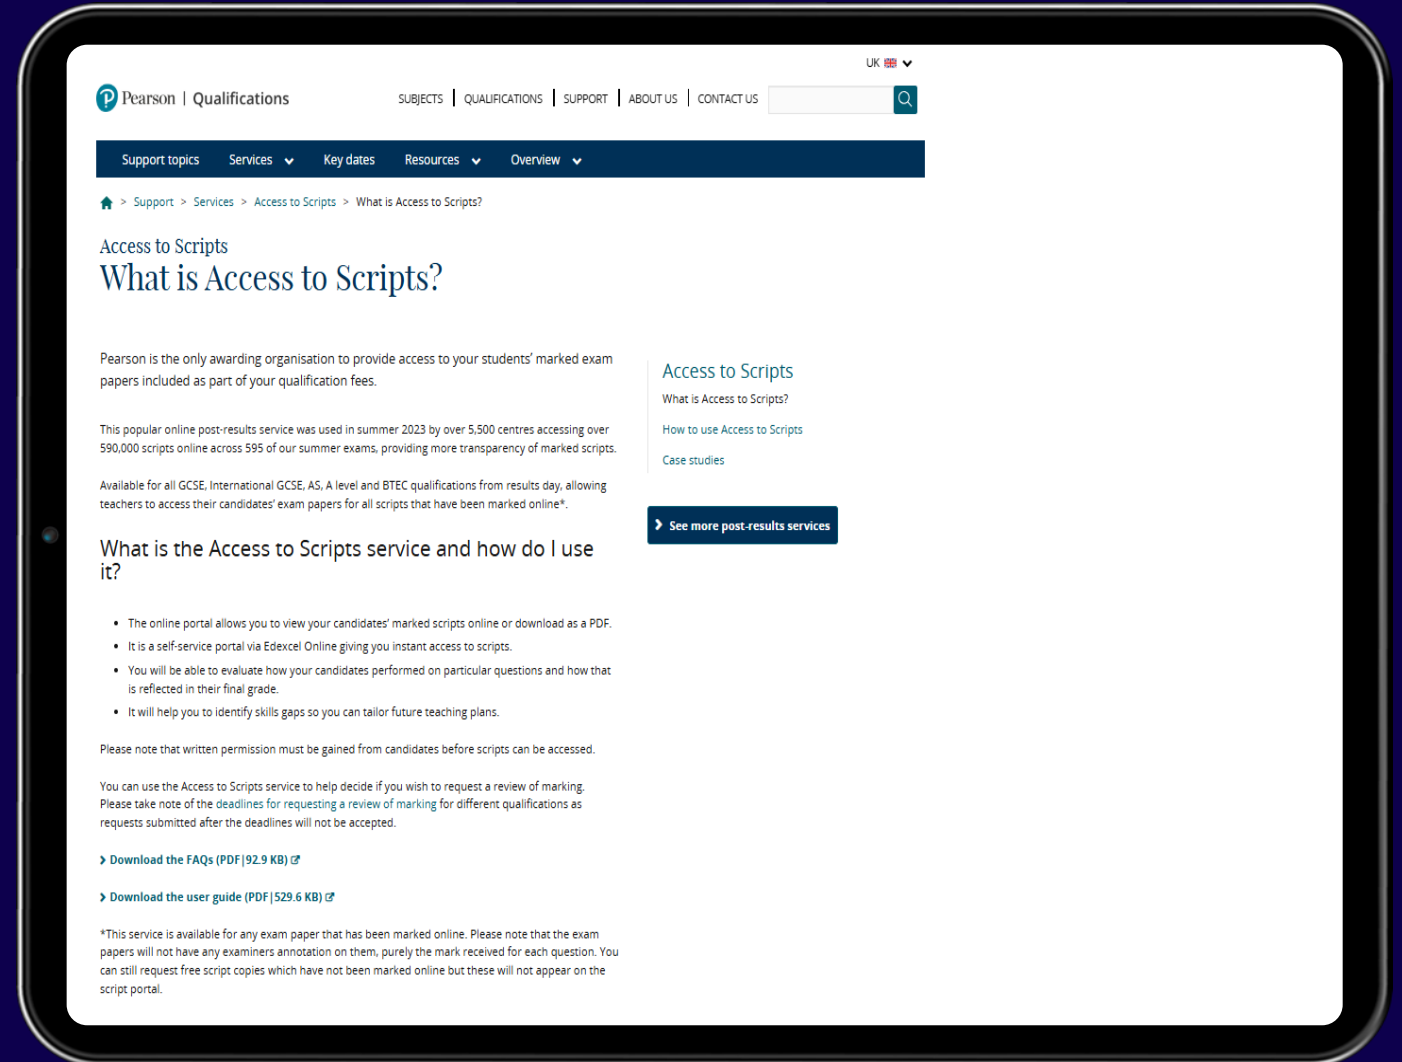 UK
Pearson | Qualifications
SUBJECTS | QUALIFICATIONS | SUPPORT | ABOUT US | CONTACT US
Support topics Services Key dates Resources Overview
> Support > Services > Access to Scripts > What is Access to Scripts?
Access to Scripts
What is Access to Scripts?
Pearson is the only awarding organisation to provide access to your students' marked exam
papers included as part of your qualification fees.
This popular online post-results service was used in summer 2023 by over 5,500 centres accessing over
590,000 scripts online across 595 of our summer exams, providing more transparency of marked scripts.
Available for all GCSE, International GCSE, AS, A level and BTEC qualifications from results day, allowing
teachers to access their candidates' exam papers for all scripts that have been marked online*.
What is the Access to Scripts service and how do I use
it?
• The online portal allows you to view your candidates' marked scripts online or download as a PDF.
• It is a self-service portal via Edexcel Online giving you instant access to scripts.
• You will be able to evaluate how your candidates performed on particular questions and how that
is reflected in their final grade.
• It will help you to identify skills gaps so you can tailor future teaching plans.
Please note that written permission must be gained from candidates before scripts can be accessed.
You can use the Access to Scripts service to help decide if you wish to request a review of marking.
Please take note of the deadlines for requesting a review of marking for different qualifications as
requests submitted after the deadlines will not be accepted.
> Download the FAQs (PDF|92.9 KB)
> Download the user guide (PDF|529.6 KB)
*This service is available for any exam paper that has been marked online. Please note that the exam
papers will not have any examiners annotation on them, purely the mark received for each question. You
can still request free script copies which have not been marked online but these will not appear on the
script portal.
Access to Scripts
What is Access to Scripts?
How to use Access to Scripts
Case studies
> See more post-results services